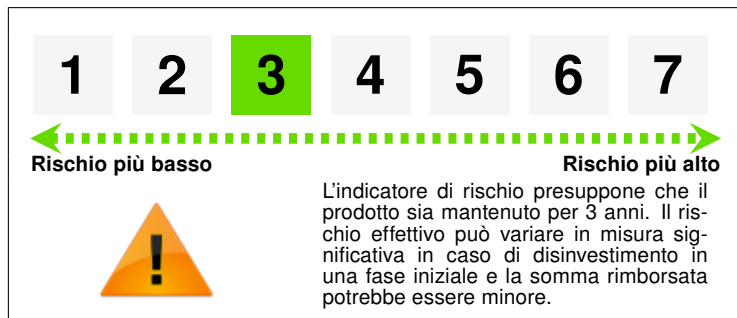 1 2 3 4 5 6 7
Rischio più basso Rischio più alto
L'indicatore di rischio presuppone che il
prodotto sia mantenuto per 3 anni. Il ris-
chio effettivo può variare in misura sig-
nificativa in caso di disinvestimento in
una fase iniziale e la somma rimborsata
potrebbe essere minore.